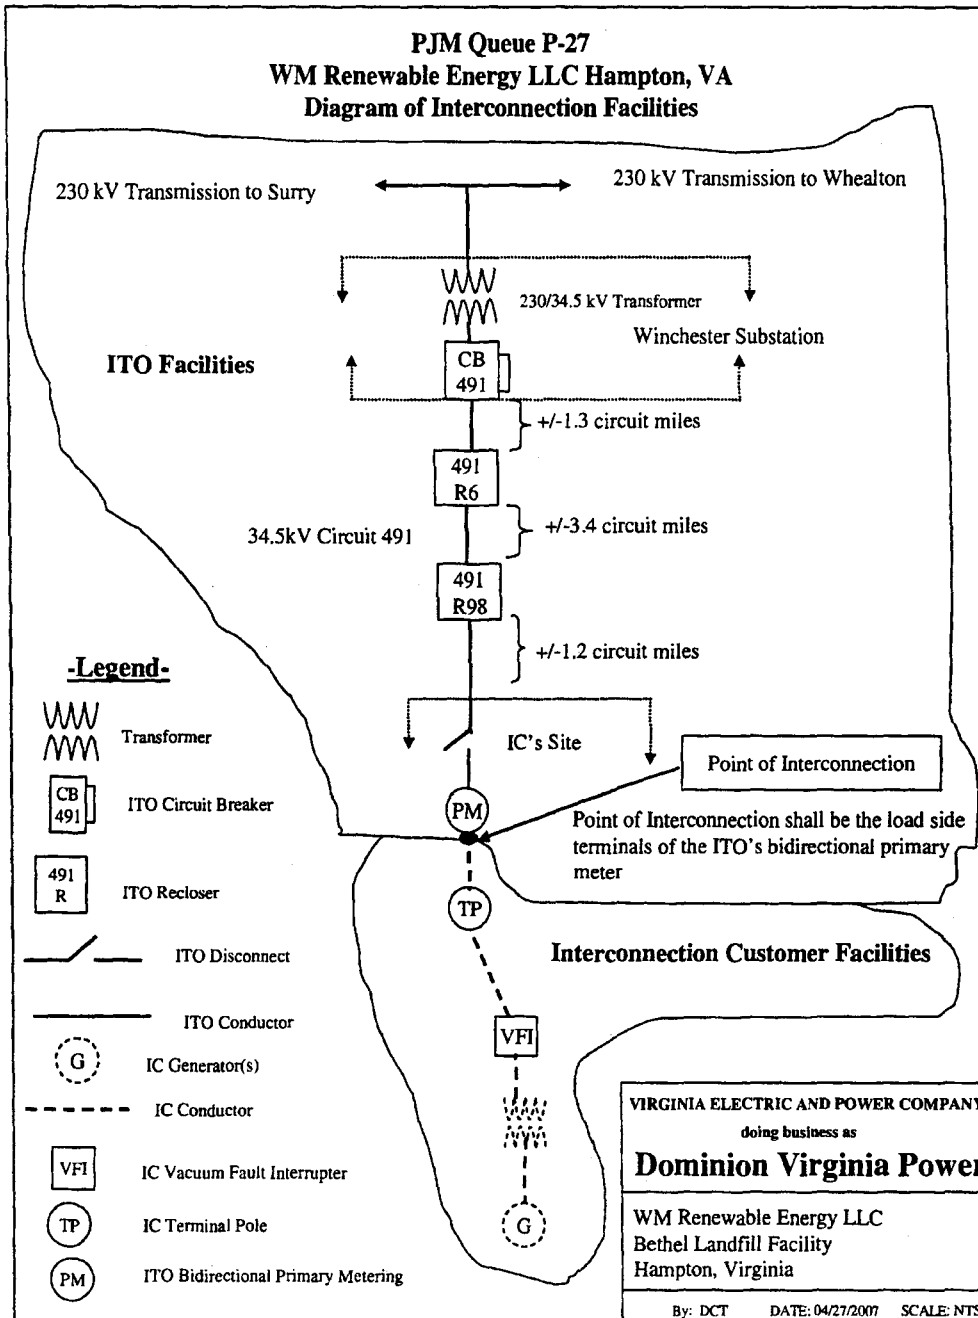 PJM Queue P-27
WM Renewable Energy LLC Hampton, VA
Diagram of Interconnection Facilities
230 kV Transmission to Surry
230 kV Transmission to Whealton
230/34.5 kV Transformer
Winchester Substation
ITO Facilities
CB
491
+/-1.3 circuit miles
491
R6
34.5kV Circuit 491
+/-3.4 circuit miles
491
R98
+/-1.2 circuit miles
-Legend-
Transformer
CB
491
ITO Circuit Breaker
491
R
ITO Recloser
ITO Disconnect
ITO Conductor
G
IC Generator(s)
IC Conductor
VFI
IC Vacuum Fault Interrupter
TP
IC Terminal Pole
PM
ITO Bidirectional Primary Metering
IC's Site
Point of Interconnection
PM
Point of Interconnection shall be the load side
terminals of the ITO's bidirectional primary
meter
TP
Interconnection Customer Facilities
VFI
G
VIRGINIA ELECTRIC AND POWER COMPANY
doing business as
Dominion Virginia Power
WM Renewable Energy LLC
Bethel Landfill Facility
Hampton, Virginia
By: DCT DATE: 04/27/2007 SCALE: NTS